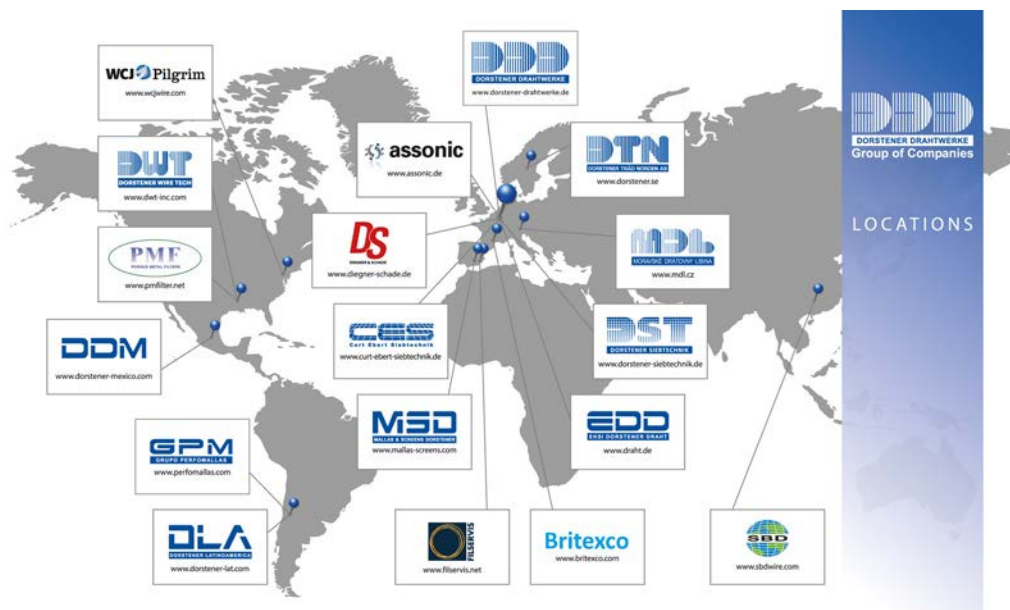 WCJ Pilgrim
www.wcjwire.com
DWT
DORSTENER WIRE TECH
www.dwt-inc.com
PMF
POROUS METAL FILTERS
www.pmfilter.net
DDM
www.dorstener-mexico.com
GPM
GRUPO PERFOMALLAS
www.perfomallas.com
DLA
DORSTENER LATINOAMERICA
www.dorstener-lat.com
DDD
DORSTENER DRAHTWERKE
www.dorstener-drahtwerke.de
assonic
www.assonic.de
DTN
DORSTENER TRÅD NORDEN AB
www.dorstener.se
DS
DIEGNER & SCHADE
www.diegner-schade.de
MDL
MORAVSKÉ DRÁTOVNY LIBINA
www.mdl.cz
CES
Curt Ebert Siebtechnik
www.curt-ebert-siebtechnik.de
DST
DORSTENER SIEBTECHNIK
www.dorstener-siebtechnik.de
MSD
MALLAS & SCREENS DORSTENER
www.mallas-screens.com
EDD
EKSI DORSTENER DRAHT
www.draht.de
FILSERVIS
www.filservis.net
Britexco
www.britexco.com
SBD
www.sbdwire.com
DDD
DORSTENER DRAHTWERKE
Group of Companies
LOCATIONS